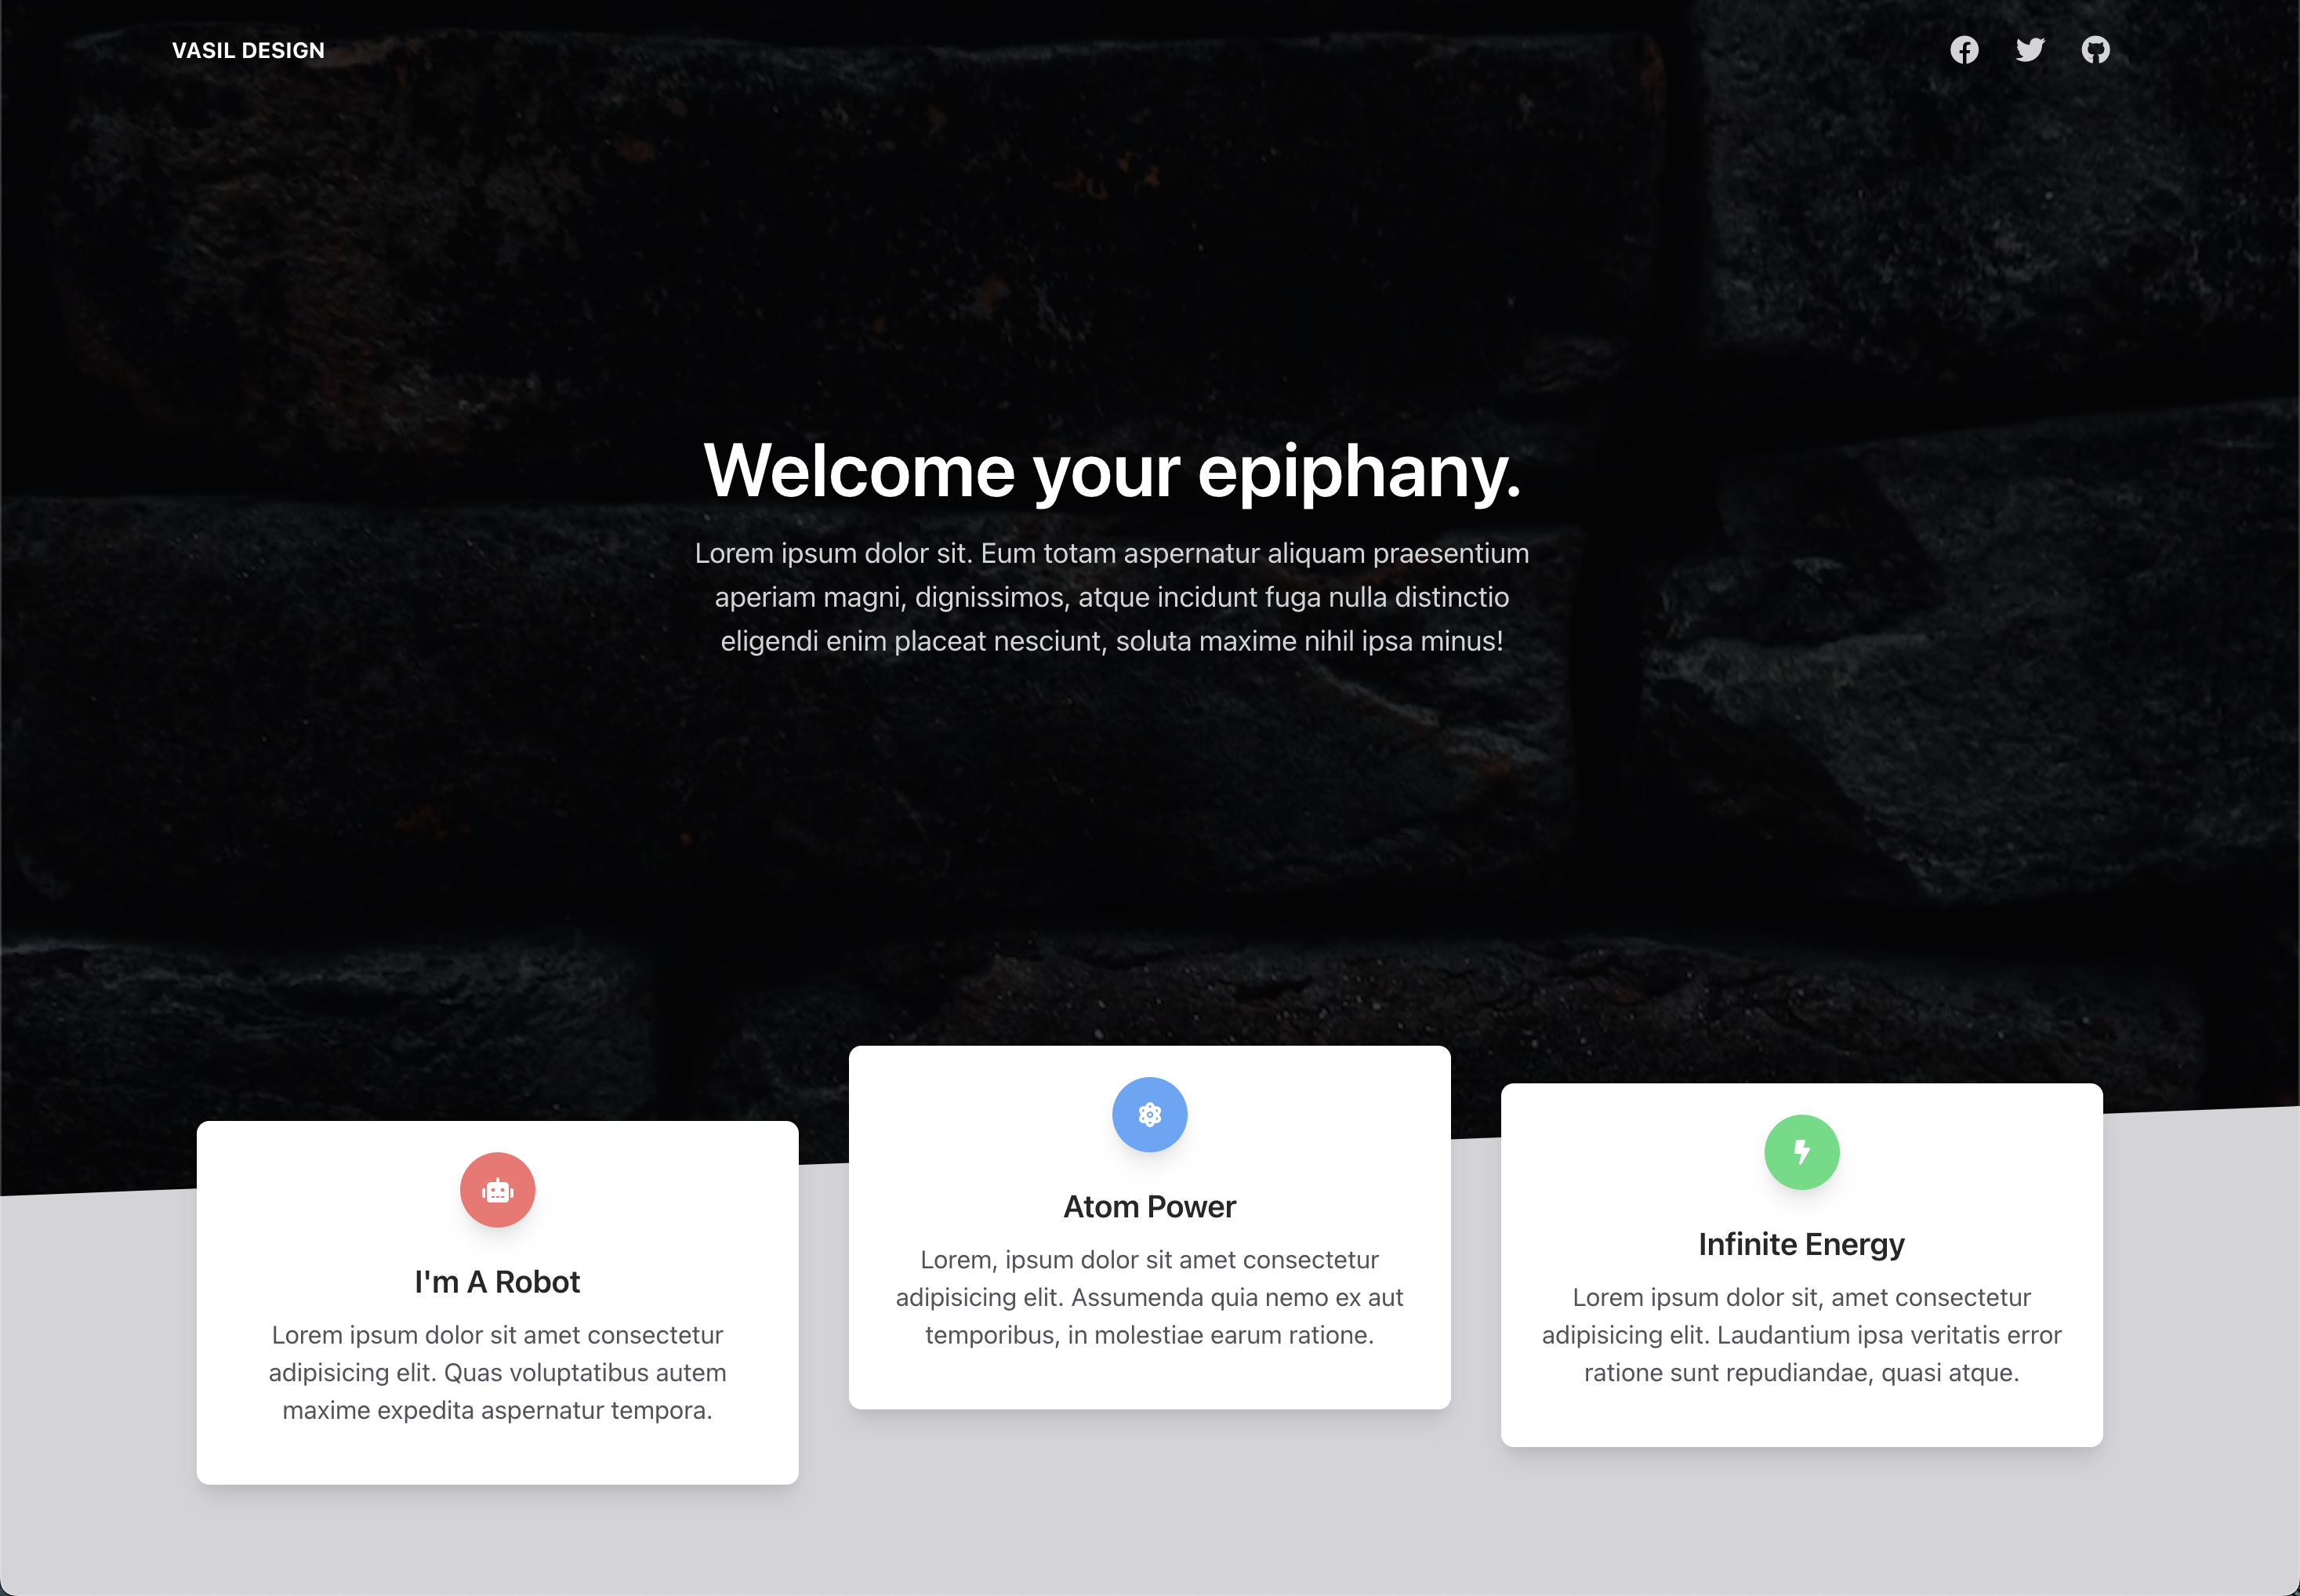 VASIL DESIGN
Welcome your epiphany.
Lorem ipsum dolor sit. Eum totam aspernatur aliquam praesentium
aperiam magni, dignissimos, atque incidunt fuga nulla distinctio
eligendi enim placeat nesciunt, soluta maxime nihil ipsa minus!
I'm A Robot
Lorem ipsum dolor sit amet consectetur
adipisicing elit. Quas voluptatibus autem
maxime expedita aspernatur tempora.
Atom Power
Lorem, ipsum dolor sit amet consectetur
adipisicing elit. Assumenda quia nemo ex aut
temporibus, in molestiae earum ratione.
Infinite Energy
Lorem ipsum dolor sit, amet consectetur
adipisicing elit. Laudantium ipsa veritatis error
ratione sunt repudiandae, quasi atque.